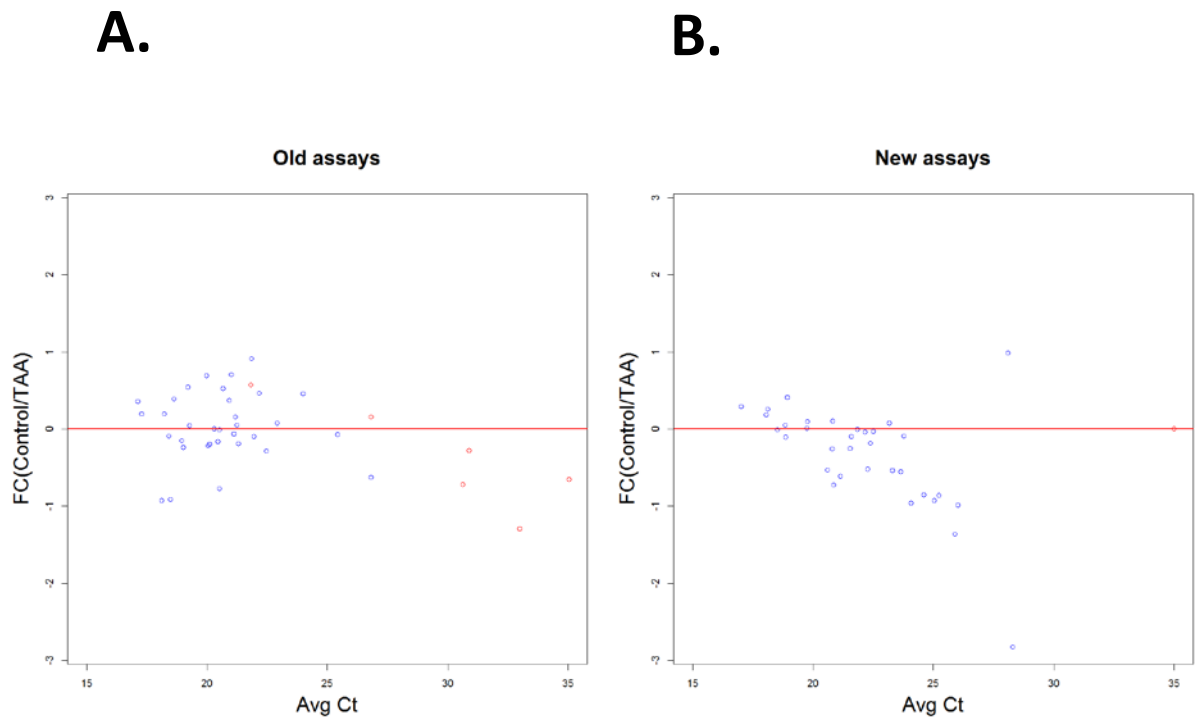 A.
B.
Old assays
3
2
1
0
-1
-2
-3
FC(Control/TAA)
15 20 25 30 35
Avg Ct
New assays
3
2
1
0
-1
-2
-3
FC(Control/TAA)
15 20 25 30 35
Avg Ct